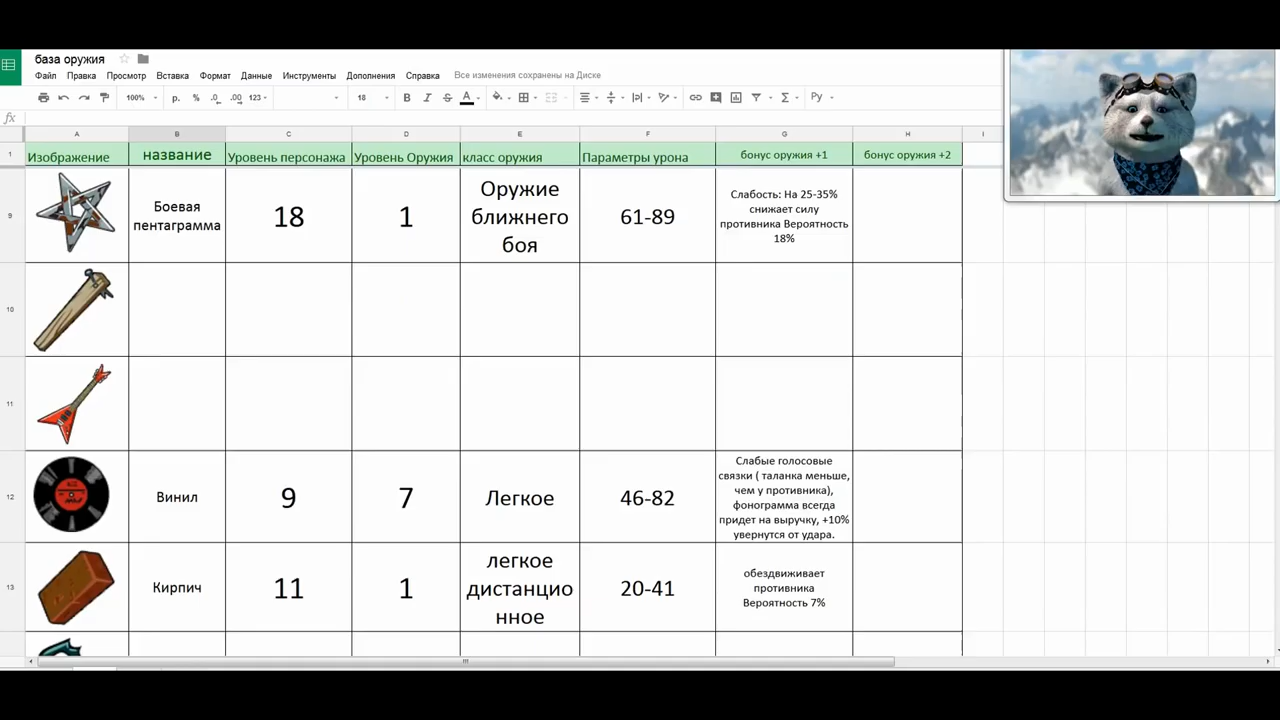 база оружия
Файл Правка Просмотр Вставка Формат Данные Инструменты Дополнения Справка Все изменения сохранены на Диске
100% р. % .0 .00 123 18 B I S A Σ Ру
fx
A B C D E F G H I
1 Изображение название Уровень персонажа Уровень Оружия класс оружия Параметры урона бонус оружия +1 бонус оружия +2
9
Боевая
пентаграмма
18
1
Оружие
ближнего
боя
61-89
Слабость: На 25-35%
снижает силу
противника Вероятность
18%
10
11
12
Винил
9
7
Легкое
46-82
Слабые голосовые
связки ( таланка меньше,
чем у противника),
фонограмма всегда
придет на выручку, +10%
увернутся от удара.
13
Кирпич
11
1
легкое
дистанцио
нное
20-41
обездвиживает
противника
Вероятность 7%